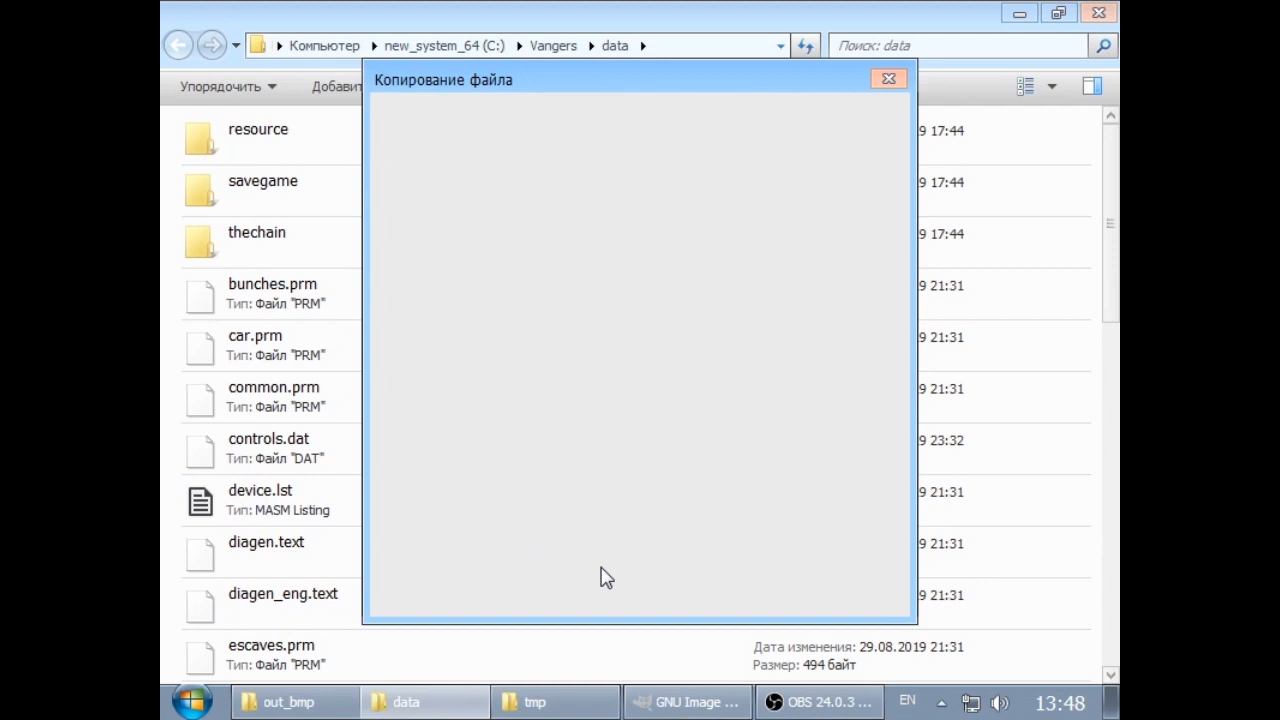 Компьютер new_system_64 (C:) Vangers data Поиск: data
Копирование файла
Упорядочить Добавит
resource 9 17:44
savegame 9 17:44
thechain 9 17:44
bunches.prm 9 21:31
Тип: Файл "PRM"
car.prm 9 21:31
Тип: Файл "PRM"
common.prm 9 21:31
Тип: Файл "PRM"
controls.dat 9 23:32
Тип: Файл "DAT"
device.lst 9 21:31
Тип: MASM Listing
diagen.text 9 21:31
diagen_eng.text 9 21:31
escaves.prm Дата изменения: 29.08.2019 21:31
Тип: Файл "PRM" Размер: 494 байт
out_bmp data tmp GNU Image ... OBS 24.0.3 ... EN 13:48